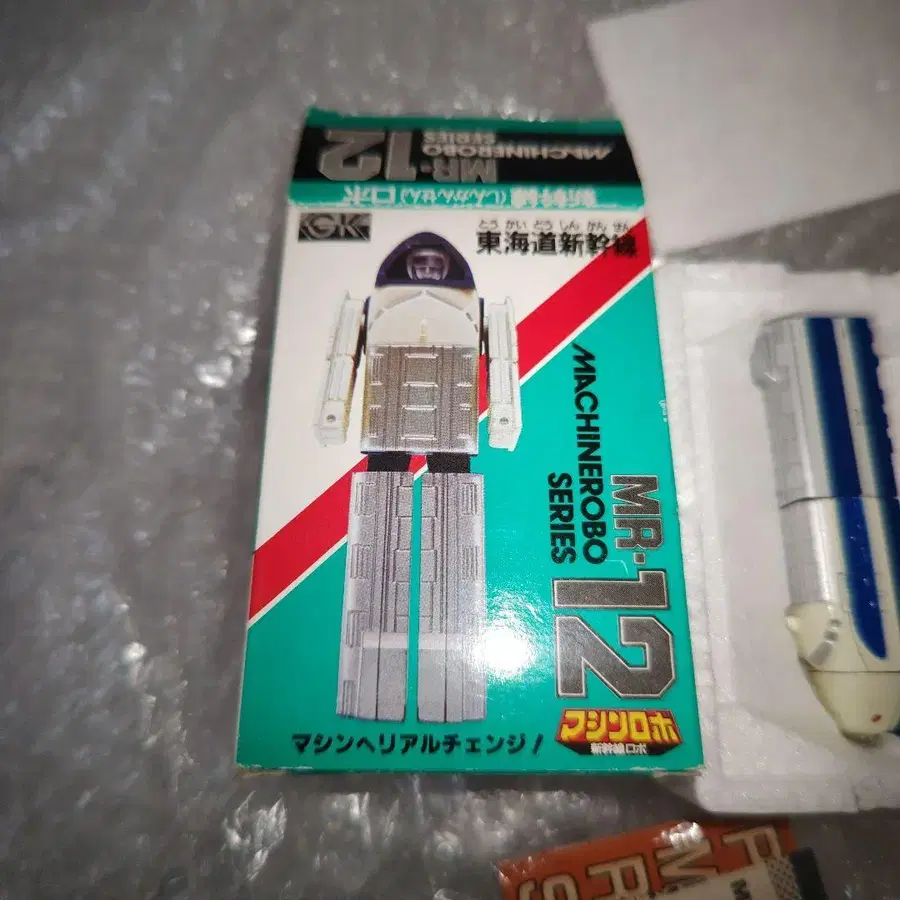 MR-12
MACHINEROBO
SERIES
新幹線(しんかんせん)ロボ
GK
とうかいどうしんかんせん
東海道新幹線
MACHINEROBO
SERIES
MR-12
マシンロボ
新幹線ロボ
マシンへリアルチェンジ!